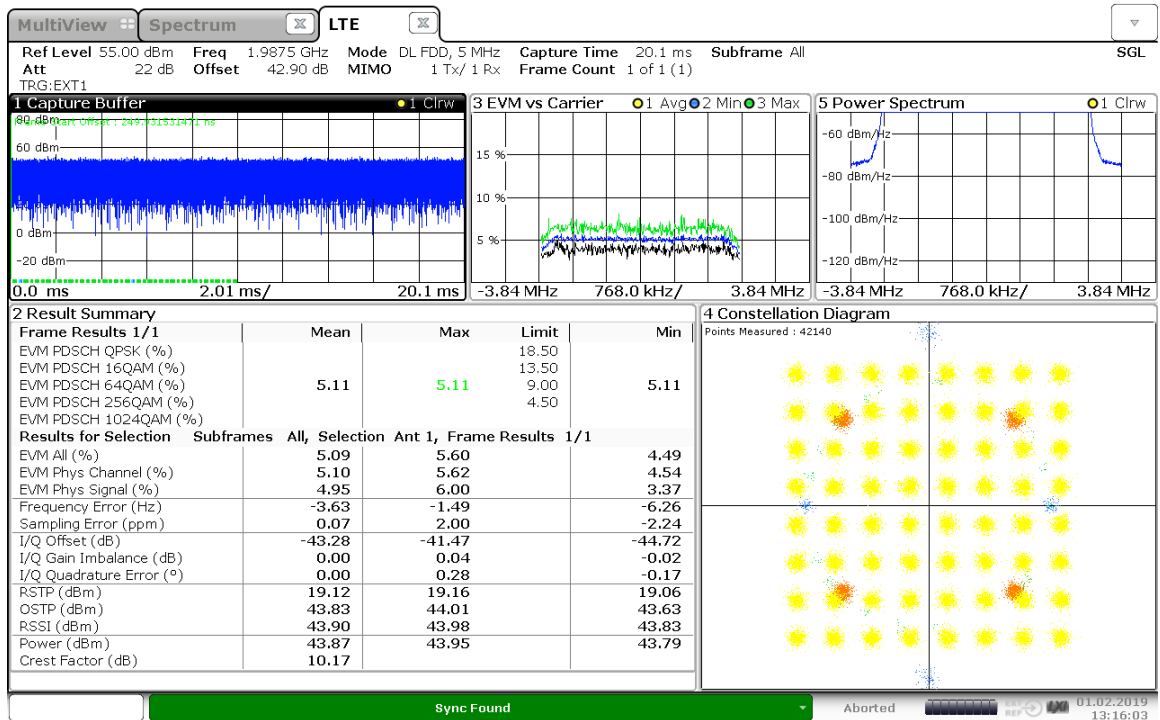 MultiView Spectrum LTE
Ref Level 55.00 dBm Freq 1.9875 GHz Mode DL FDD, 5 MHz Capture Time 20.1 ms Subframe All SGL
Att 22 dB Offset 42.90 dB MIMO 1 Tx/ 1 Rx Frame Count 1 of 1 (1)
TRG:EXT1
1 Capture Buffer 1 Clrw
80 dBm
Frame Start Offset : 249.931531471 ms
60 dBm
0 dBm
-20 dBm
0.0 ms 2.01 ms/ 20.1 ms
3 EVM vs Carrier 1 Avg 2 Min 3 Max
15 %
10 %
5 %
-3.84 MHz 768.0 kHz/ 3.84 MHz
5 Power Spectrum 1 Clrw
-60 dBm/Hz
-80 dBm/Hz
-100 dBm/Hz
-120 dBm/Hz
-3.84 MHz 768.0 kHz/ 3.84 MHz
2 Result Summary
Frame Results 1/1 Mean Max Limit Min
EVM PDSCH QPSK (%) 18.50
EVM PDSCH 16QAM (%) 13.50
EVM PDSCH 64QAM (%) 5.11 5.11 9.00 5.11
EVM PDSCH 256QAM (%) 4.50
EVM PDSCH 1024QAM (%)
Results for Selection Subframes All, Selection Ant 1, Frame Results 1/1
EVM All (%) 5.09 5.60 4.49
EVM Phys Channel (%) 5.10 5.62 4.54
EVM Phys Signal (%) 4.95 6.00 3.37
Frequency Error (Hz) -3.63 -1.49 -6.26
Sampling Error (ppm) 0.07 2.00 -2.24
I/Q Offset (dB) -43.28 -41.47 -44.72
I/Q Gain Imbalance (dB) 0.00 0.04 -0.02
I/Q Quadrature Error (°) 0.00 0.28 -0.17
RSTP (dBm) 19.12 19.16 19.06
OSTP (dBm) 43.83 44.01 43.63
RSSI (dBm) 43.90 43.98 43.83
Power (dBm) 43.87 43.95 43.79
Crest Factor (dB) 10.17
4 Constellation Diagram
Points Measured : 42140
Sync Found Aborted EXT REF LXI 01.02.2019
13:16:03